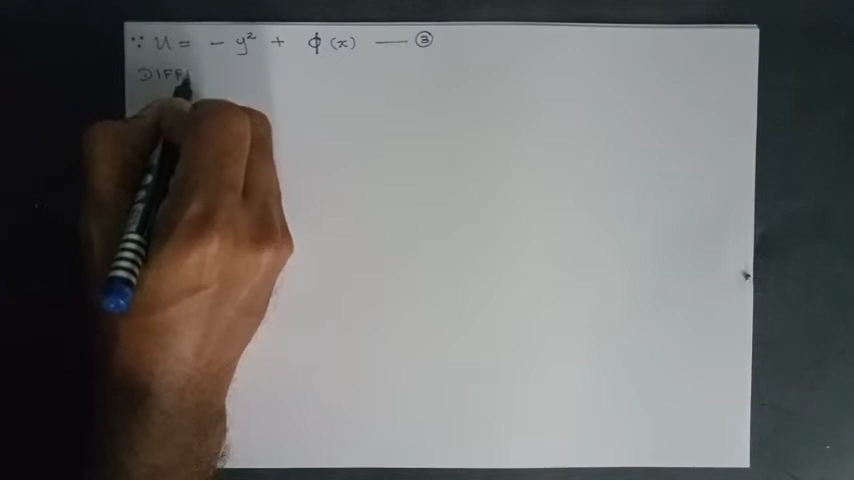 ∵ u = - y² + ϕ(x) — ③
DIFF